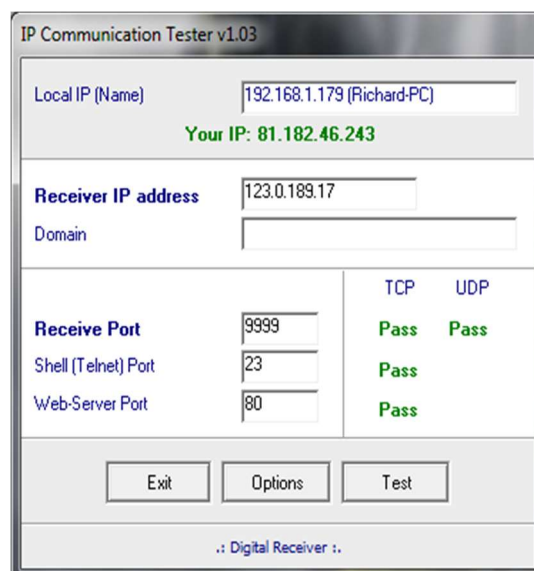 IP Communication Tester v1.03
Local IP (Name) 192.168.1.179 (Richard-PC)
Your IP: 81.182.46.243
Receiver IP address 123.0.189.17
Domain
TCP UDP
Receive Port 9999 Pass Pass
Shell (Telnet) Port 23 Pass
Web-Server Port 80 Pass
Exit Options Test
.: Digital Receiver :.